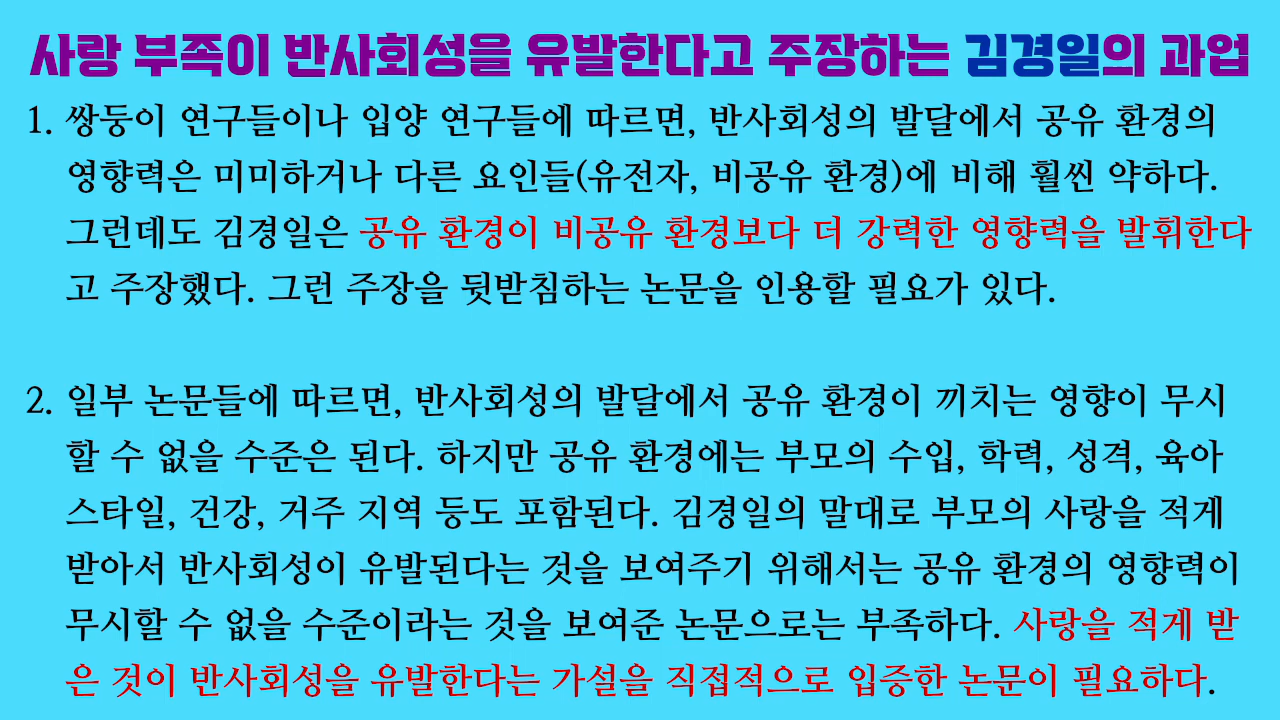 사랑 부족이 반사회성을 유발한다고 주장하는 김경일의 과업
1. 쌍둥이 연구들이나 입양 연구들에 따르면, 반사회성의 발달에서 공유 환경의
영향력은 미미하거나 다른 요인들(유전자, 비공유 환경)에 비해 훨씬 약하다.
그런데도 김경일은 공유 환경이 비공유 환경보다 더 강력한 영향력을 발휘한다
고 주장했다. 그런 주장을 뒷받침하는 논문을 인용할 필요가 있다.
2. 일부 논문들에 따르면, 반사회성의 발달에서 공유 환경이 끼치는 영향이 무시
할 수 없을 수준은 된다. 하지만 공유 환경에는 부모의 수입, 학력, 성격, 육아
스타일, 건강, 거주 지역 등도 포함된다. 김경일의 말대로 부모의 사랑을 적게
받아서 반사회성이 유발된다는 것을 보여주기 위해서는 공유 환경의 영향력이
무시할 수 없을 수준이라는 것을 보여준 논문으로는 부족하다. 사랑을 적게 받
은 것이 반사회성을 유발한다는 가설을 직접적으로 입증한 논문이 필요하다.